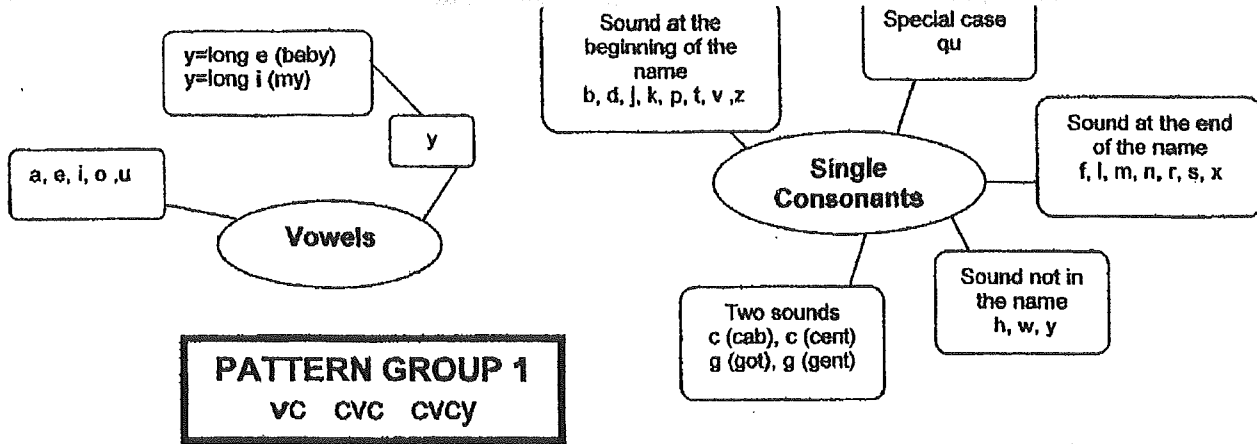 y=long e (baby)
y=long i (my)
y
a, e, i, o ,u
Vowels
Sound at the
beginning of the
name
b, d, j, k, p, t, v ,z
Special case
qu
Single
Consonants
Sound at the end
of the name
f, l, m, n, r, s, x
Sound not in
the name
h, w, y
Two sounds
c (cab), c (cent)
g (got), g (gent)
PATTERN GROUP 1
vc cvc cvcy